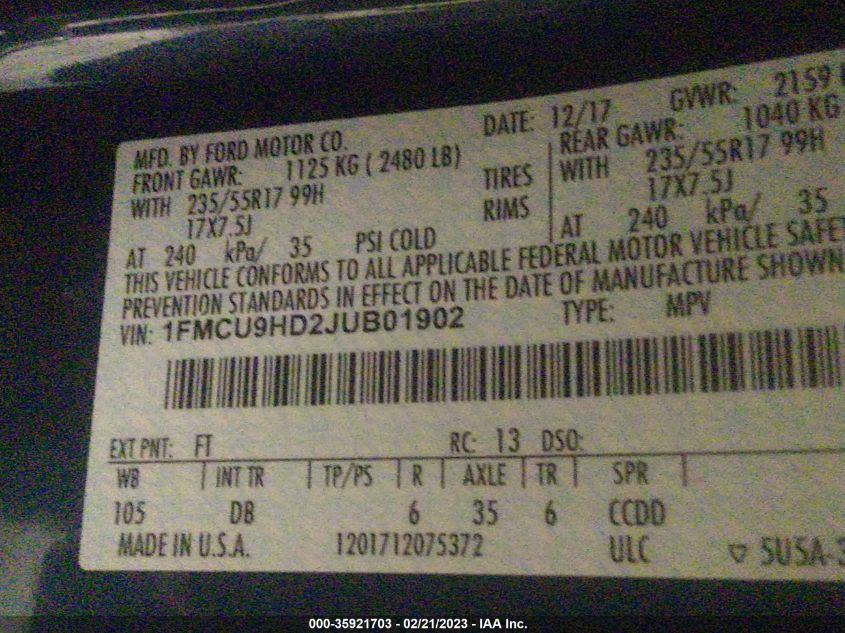 MFD. BY FORD MOTOR CO. DATE: 12/17 GVWR: 2159
FRONT GAWR: 1125 KG ( 2480 LB) REAR GAWR: 1040 KG
WITH 235/55R17 99H TIRES WITH 235/55R17 99H
17X7.5J RIMS 17X7.5J
AT 240 kPa/ 35 PSI COLD AT 240 kPa/ 35
THIS VEHICLE CONFORMS TO ALL APPLICABLE FEDERAL MOTOR VEHICLE SAFE
PREVENTION STANDARDS IN EFFECT ON THE DATE OF MANUFACTURE SHOWN
VIN: 1FMCU9HD2JUB01902 TYPE: MPV
EXT PNT: FT RC: 13 DSO:
WB INT TR TP/PS R AXLE TR SPR
105 DB 6 35 6 CCDD
MADE IN U.S.A. 1201712075372 ULC 5U5A-3
000-35921703 - 02/21/2023 - IAA Inc.